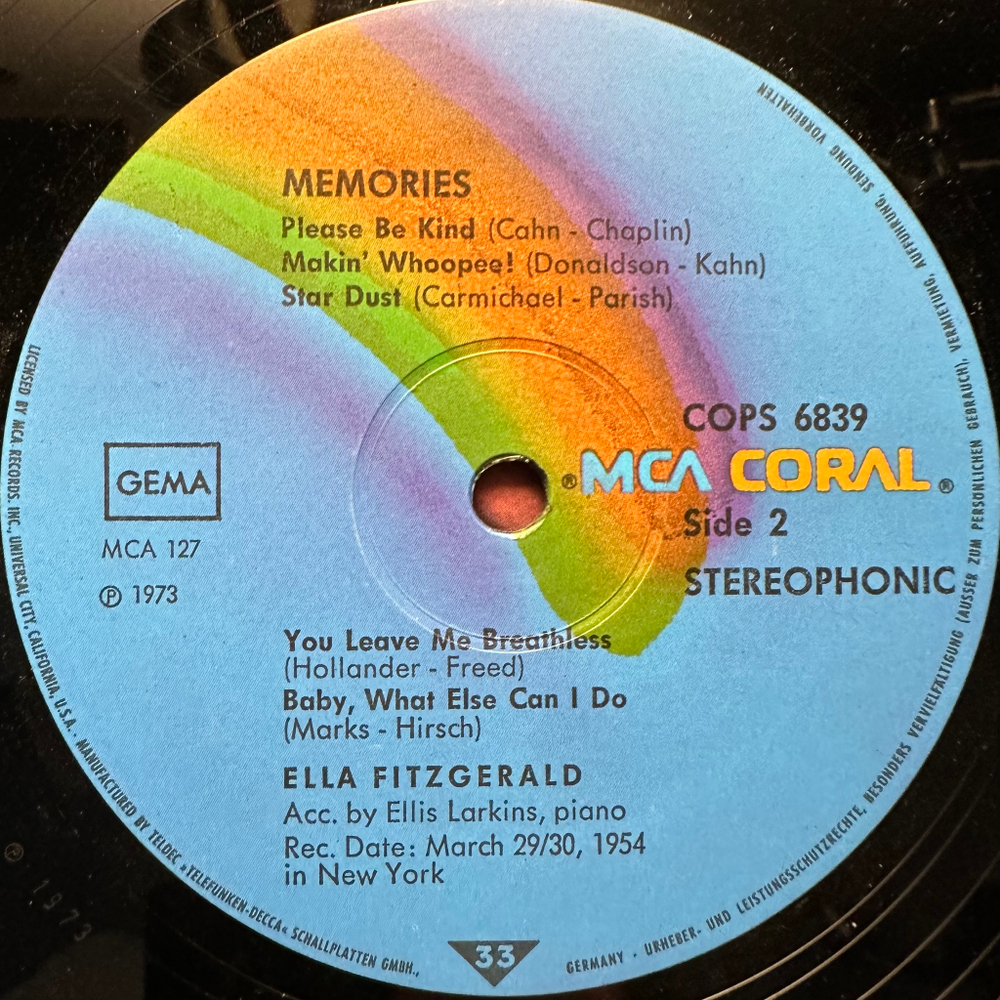 MEMORIES
Please Be Kind (Cahn - Chaplin)
Makin' Whoopee! (Donaldson - Kahn)
Star Dust (Carmichael - Parish)
COPS 6839
® MCA CORAL ®
Side 2
STEREOPHONIC
GEMA
MCA 127
Ⓟ 1973
You Leave Me Breathless
(Hollander - Freed)
Baby, What Else Can I Do
(Marks - Hirsch)
ELLA FITZGERALD
Acc. by Ellis Larkins, piano
Rec. Date: March 29/30, 1954
in New York
33
LICENSED BY MCA RECORDS. INC., UNIVERSAL CITY, CALIFORNIA, U.S.A. · MANUFACTURED BY TELDEC »TELEFUNKEN-DECCA« SCHALLPLATTEN GMBH.,
GERMANY · URHEBER- UND LEISTUNGSSCHUTZRECHTE, BESONDERS VERVIELFÄLTIGUNG (AUSSER ZUM PERSÖNLICHEN GEBRAUCH), VERMIETUNG, AUFFÜHRUNG, SENDUNG VORBEHALTEN
℗ 1973